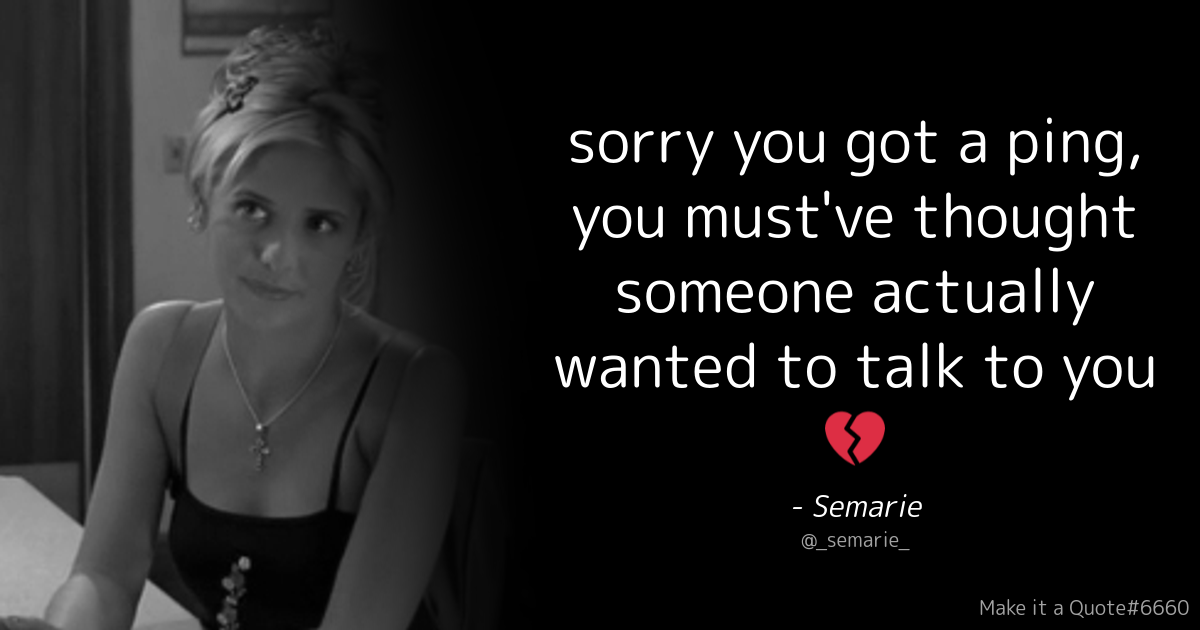 sorry you got a ping,
you must've thought
someone actually
wanted to talk to you
💔
- Semarie
@_semarie_
Make it a Quote#6660